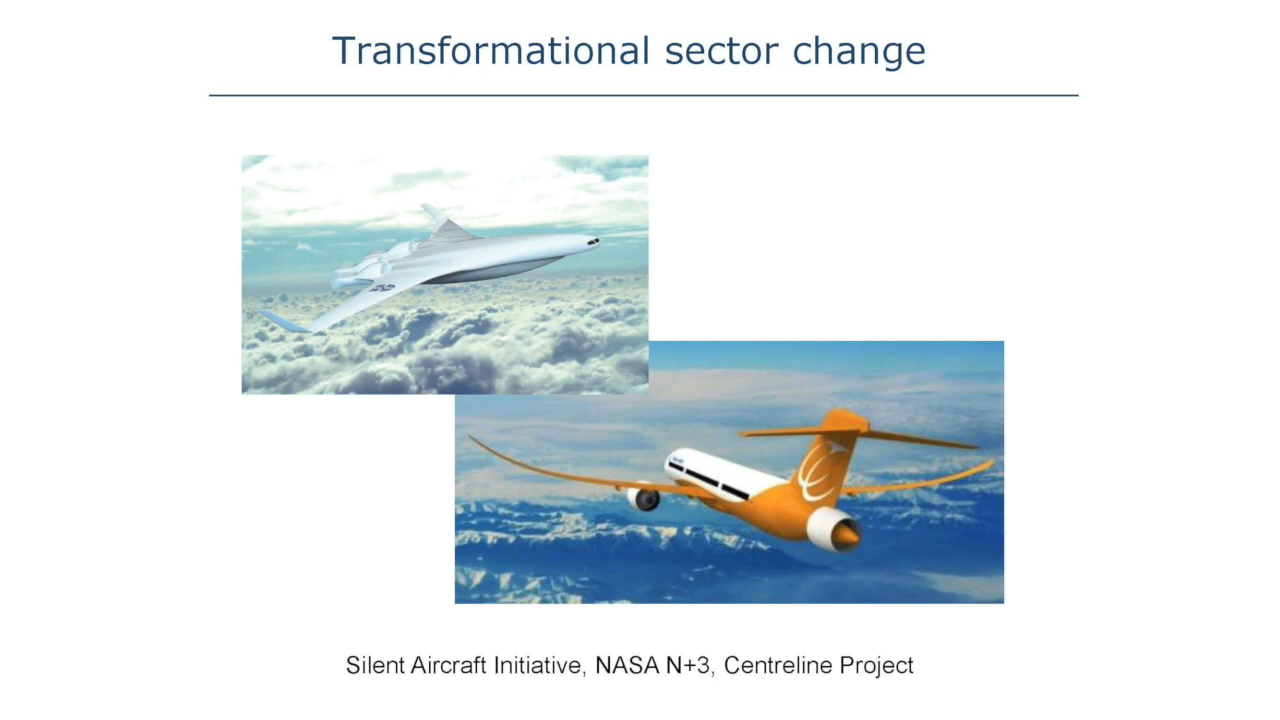 Transformational sector change
Silent Aircraft Initiative, NASA N+3, Centreline Project